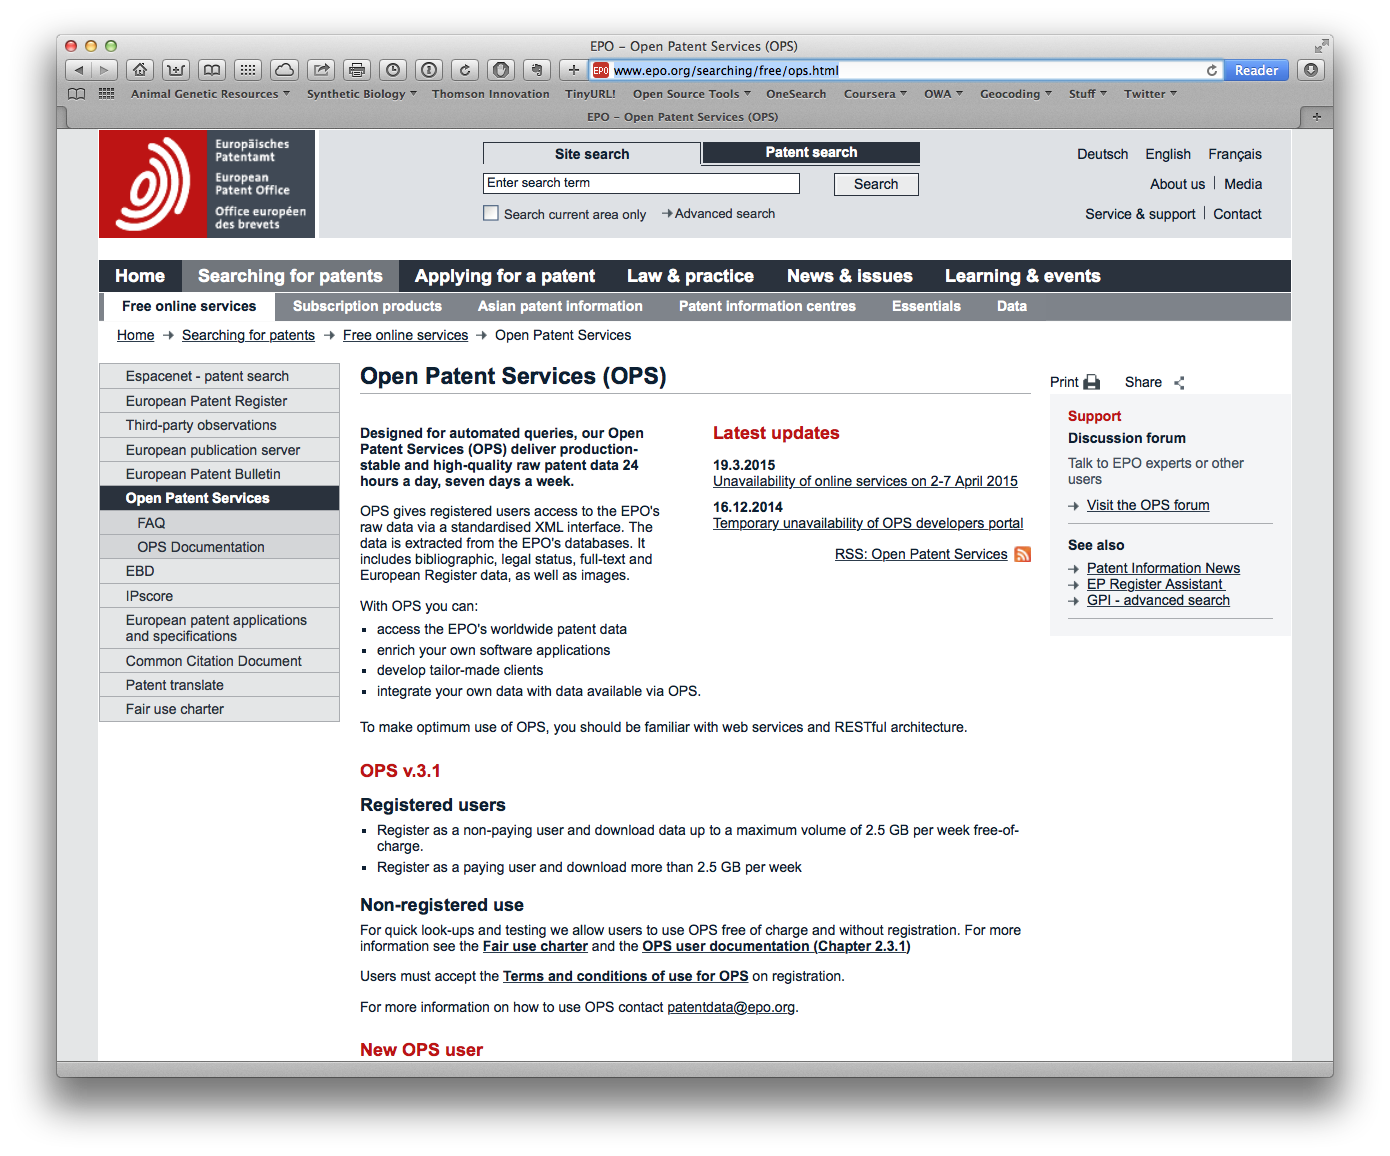 EPO – Open Patent Services (OPS)
EPO www.epo.org/searching/free/ops.html Reader
Animal Genetic Resources Synthetic Biology Thomson Innovation TinyURL! Open Source Tools OneSearch Coursera OWA Geocoding Stuff Twitter
EPO – Open Patent Services (OPS)
Europäisches
Patentamt
European
Patent Office
Office européen
des brevets
Site search Patent search
Enter search term Search
Search current area only Advanced search
Deutsch English Français
About us Media
Service & support Contact
Home Searching for patents Applying for a patent Law & practice News & issues Learning & events
Free online services Subscription products Asian patent information Patent information centres Essentials Data
Home Searching for patents Free online services Open Patent Services
Espacenet - patent search
European Patent Register
Third-party observations
European publication server
European Patent Bulletin
Open Patent Services
FAQ
OPS Documentation
EBD
IPscore
European patent applications
and specifications
Common Citation Document
Patent translate
Fair use charter
Open Patent Services (OPS)
Designed for automated queries, our Open
Patent Services (OPS) deliver production-
stable and high-quality raw patent data 24
hours a day, seven days a week.
OPS gives registered users access to the EPO's
raw data via a standardised XML interface. The
data is extracted from the EPO's databases. It
includes bibliographic, legal status, full-text and
European Register data, as well as images.
Latest updates
19.3.2015
Unavailability of online services on 2-7 April 2015
16.12.2014
Temporary unavailability of OPS developers portal
RSS: Open Patent Services
With OPS you can:
access the EPO's worldwide patent data
enrich your own software applications
develop tailor-made clients
integrate your own data with data available via OPS.
To make optimum use of OPS, you should be familiar with web services and RESTful architecture.
OPS v.3.1
Registered users
Register as a non-paying user and download data up to a maximum volume of 2.5 GB per week free-of-
charge.
Register as a paying user and download more than 2.5 GB per week
Non-registered use
For quick look-ups and testing we allow users to use OPS free of charge and without registration. For more
information see the Fair use charter and the OPS user documentation (Chapter 2.3.1)
Users must accept the Terms and conditions of use for OPS on registration.
For more information on how to use OPS contact patentdata@epo.org.
New OPS user
Print Share
Support
Discussion forum
Talk to EPO experts or other
users
Visit the OPS forum
See also
Patent Information News
EP Register Assistant
GPI - advanced search